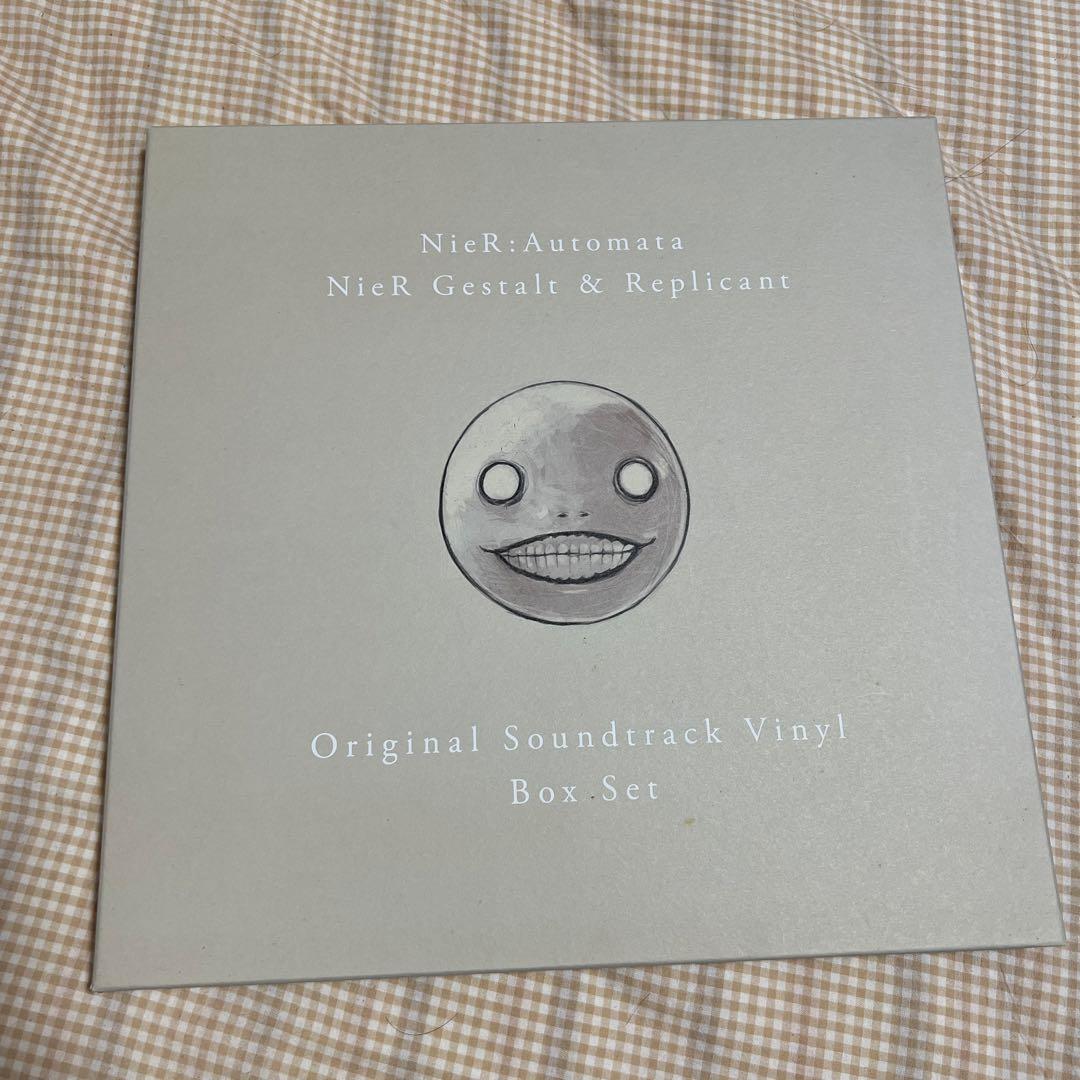 NieR:Automata
NieR Gestalt & Replicant
Original Soundtrack Vinyl
Box Set